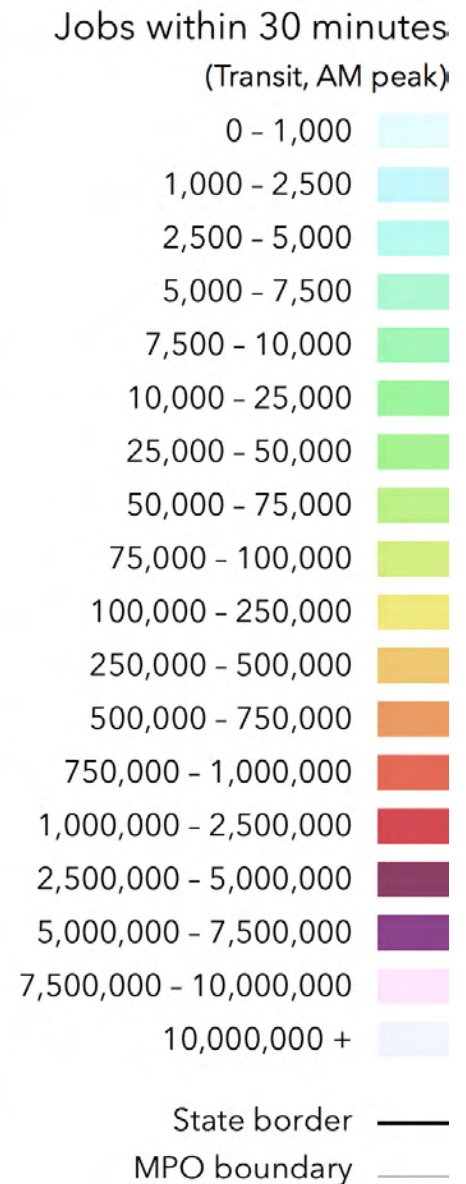 Jobs within 30 minutes
(Transit, AM peak)
0 – 1,000
1,000 – 2,500
2,500 – 5,000
5,000 – 7,500
7,500 – 10,000
10,000 – 25,000
25,000 – 50,000
50,000 – 75,000
75,000 – 100,000
100,000 – 250,000
250,000 – 500,000
500,000 – 750,000
750,000 – 1,000,000
1,000,000 – 2,500,000
2,500,000 – 5,000,000
5,000,000 – 7,500,000
7,500,000 – 10,000,000
10,000,000 +
State border
MPO boundary